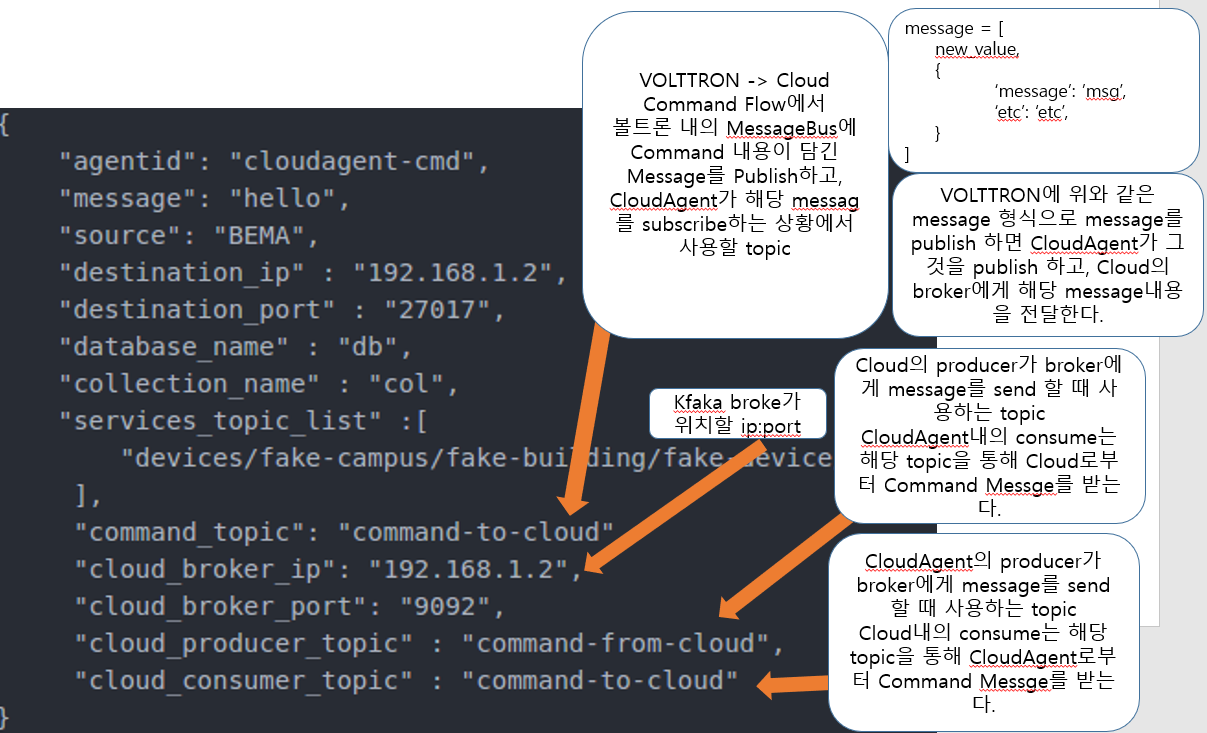 {
"agentid": "cloudagent-cmd",
"message": "hello",
"source": "BEMA",
"destination_ip" : "192.168.1.2",
"destination_port" : "27017",
"database_name" : "db",
"collection_name" : "col",
"services_topic_list" :[
"devices/fake-campus/fake-building/fake-device
],
"command_topic": "command-to-cloud"
"cloud_broker_ip": "192.168.1.2",
"cloud_broker_port": "9092",
"cloud_producer_topic" : "command-from-cloud",
"cloud_consumer_topic" : "command-to-cloud"
}
VOLTTRON -> Cloud
Command Flow에서
볼트론 내의 MessageBus에
Command 내용이 담긴
Message를 Publish하고,
CloudAgent가 해당 messag
를 subscribe하는 상황에서
사용할 topic
message = [
new_value,
{
‘message’: ‘msg’,
‘etc’: ‘etc’,
}
]
VOLTTRON에 위와 같은
message 형식으로 message를
publish 하면 CloudAgent가 그
것을 publish 하고, Cloud의
broker에게 해당 message내용
을 전달한다.
Kfaka broke가
위치할 ip:port
Cloud의 producer가 broker에
게 message를 send 할 때 사
용하는 topic
CloudAgent내의 consume는
해당 topic을 통해 Cloud로부
터 Command Messge를 받는
다.
CloudAgent의 producer가
broker에게 message를 send
할 때 사용하는 topic
Cloud내의 consume는 해당
topic을 통해 CloudAgent로부
터 Command Messge를 받는
다.